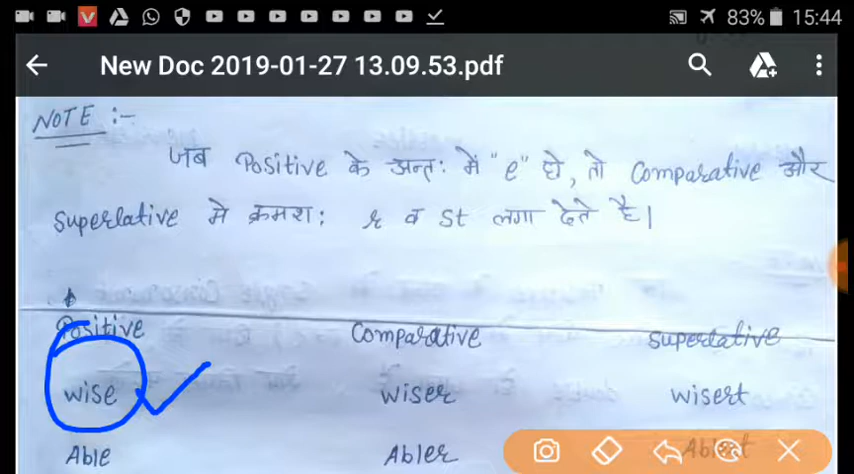 83% 15:44
New Doc 2019-01-27 13.09.53.pdf
NOTE :-
जब Positive के अन्त: में "e" हो, तो Comparative और
Superlative मे क्रमश: r व st लगा देते है।
Positive Comparative Superlative
wise wiser wisert
Able Abler